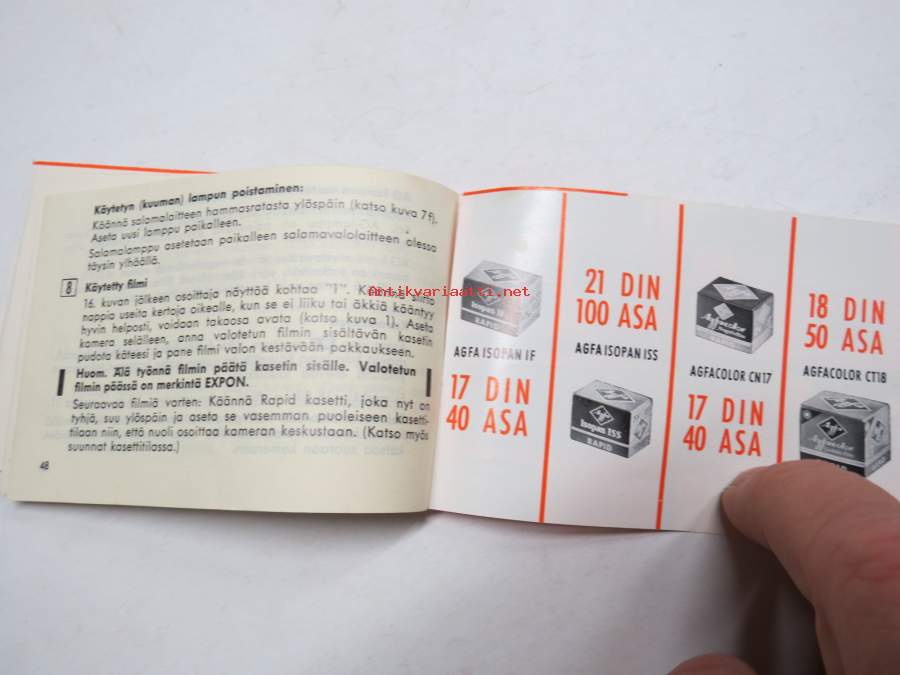 Käytetyn (kuuman) lampun poistaminen:
Käännä salamalaitteen hammasratasta ylöspäin (katso kuva 7f).
Aseta uusi lamppu paikalleen.
Salamalamppu asetetaan paikalleen salamavalolaitteen olessa
täysin ylhäällä.
8 Käytetty filmi
16. kuvan jälkeen osoittaja näyttää kohtaa "1". siitä
nappia useita kertoja oikealle, kun se ei liiku tai äkkiä kääntyy
hyvin helposti, voidaan takaosa avata (katso kuva 1). Aseta
kamera selälleen, anna valotetun filmin sisältävän kasetin
pudota käteesi ja pane filmi valon kestävään pakkaukseen.
Huom. Älä työnnä filmin päätä kasetin sisälle. Valotetun
filmin päässä on merkintä EXPON.
Seuraavaa filmiä varten: Käännä Rapid kasetti, joka nyt on
tyhjä, suu ylöspäin ja aseta se vasemman puoleiseen kasetti-
tilaan niin, että nuoli osoittaa kameran keskustaan. (Katso myös
suunnat kasettitilassa.)
48
Antikvariaatti.net
RAPID
AGFA ISOPAN IF
17 DIN
40 ASA
21 DIN
100 ASA
AGFA ISOPAN ISS
Isopan ISS
RAPID
Agfacolor
AGFACOLOR CN17
17 DIN
40 ASA
18 DIN
50 ASA
AGFACOLOR CT18
Agfacolor